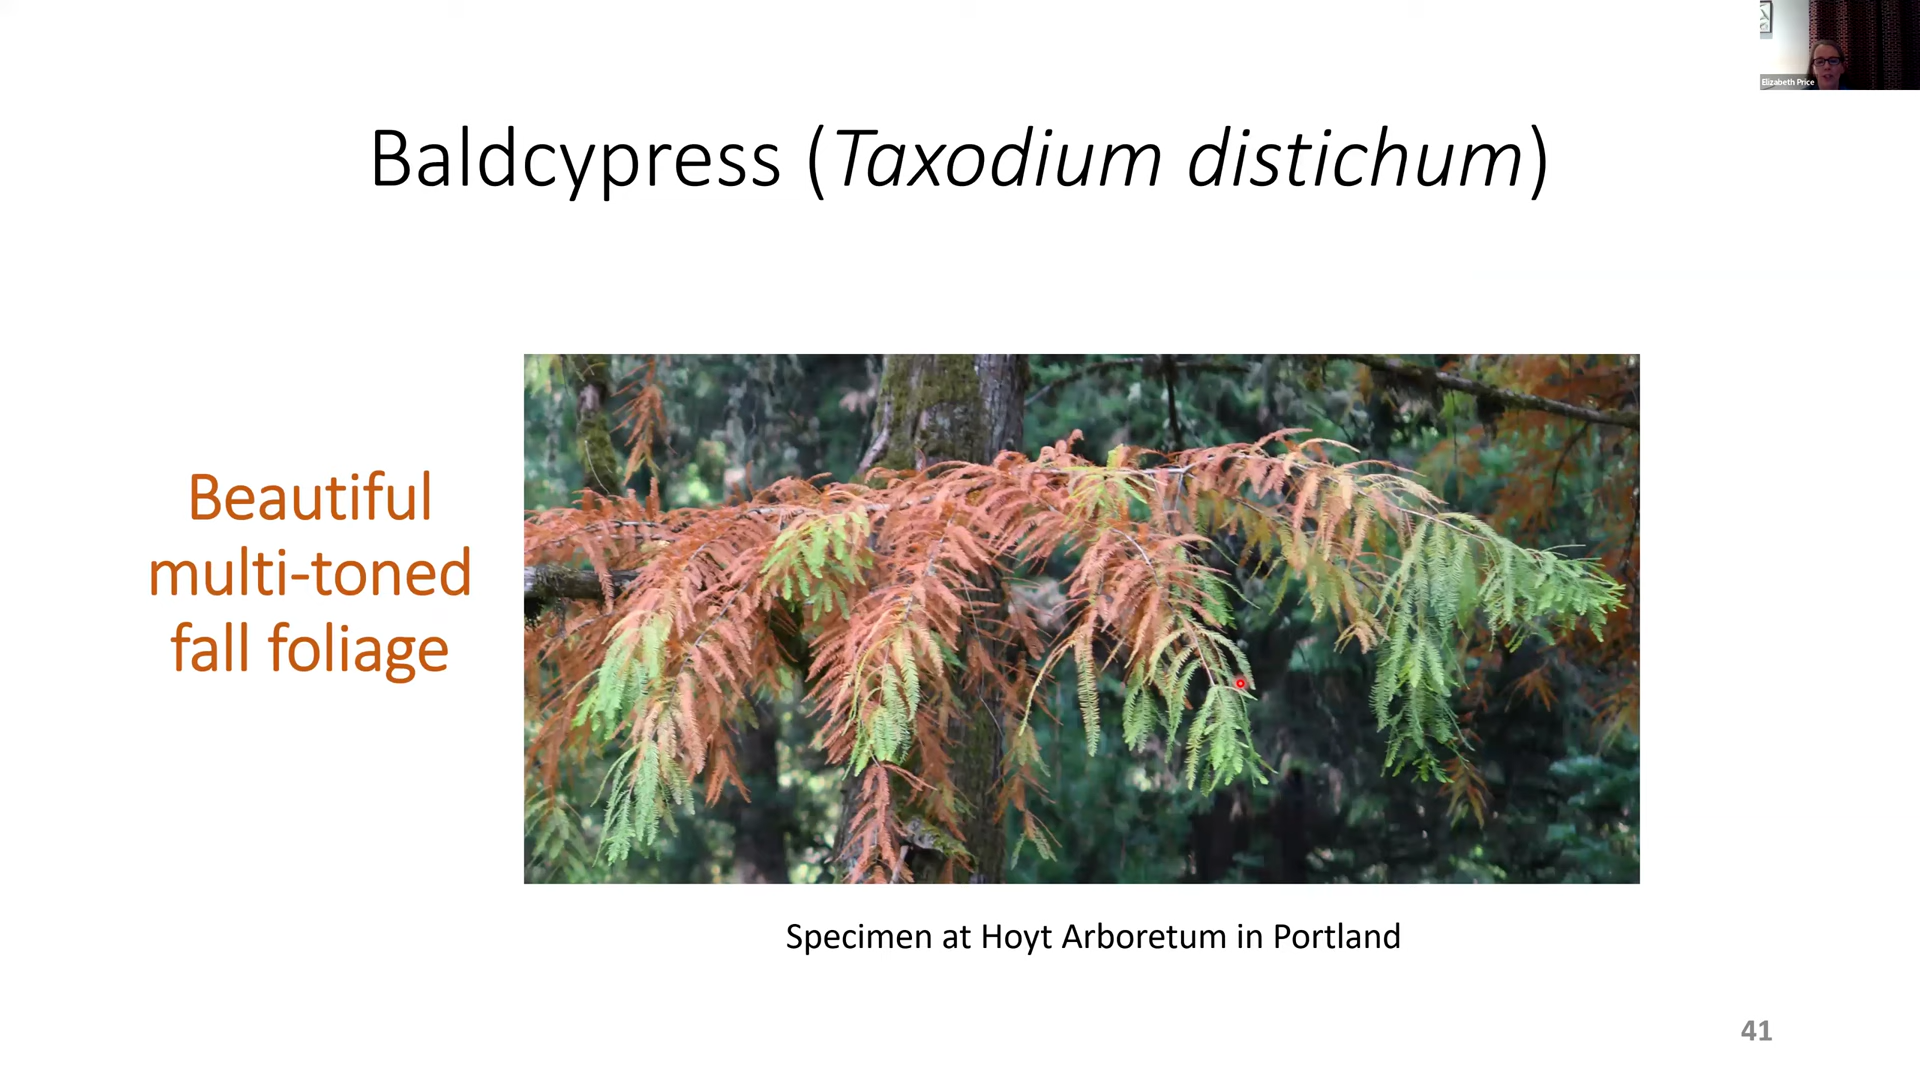 Elizabeth Price
Baldcypress (Taxodium distichum)
Beautiful
multi-toned
fall foliage
Specimen at Hoyt Arboretum in Portland
41